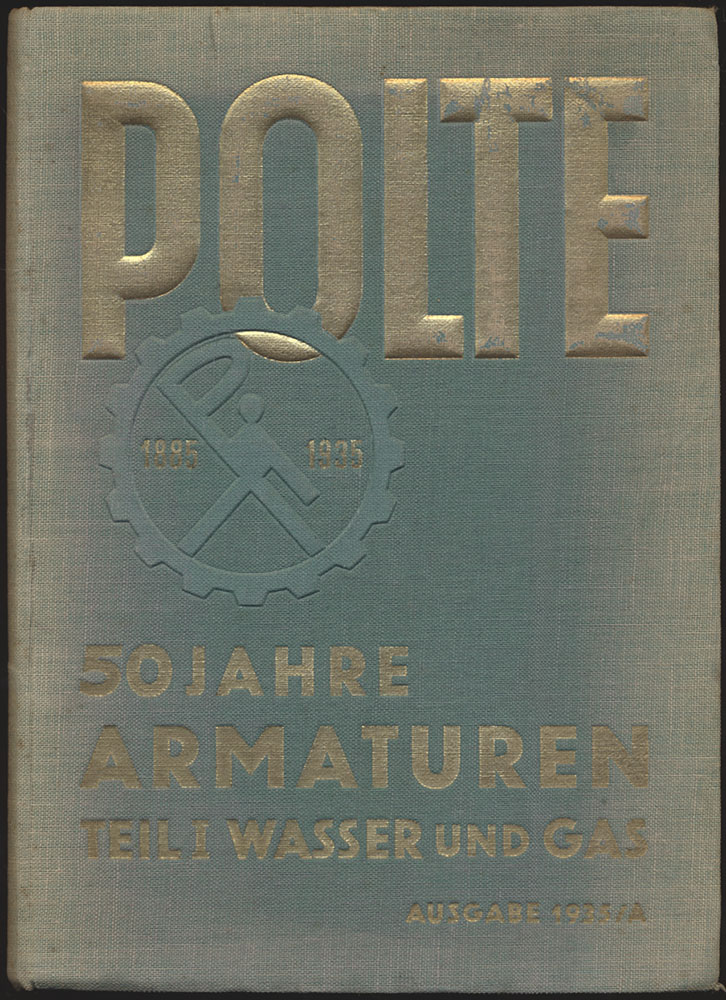 POLTE
1885 1935
50 JAHRE
ARMATUREN
TEIL I WASSER UND GAS
AUSGABE 1935/A